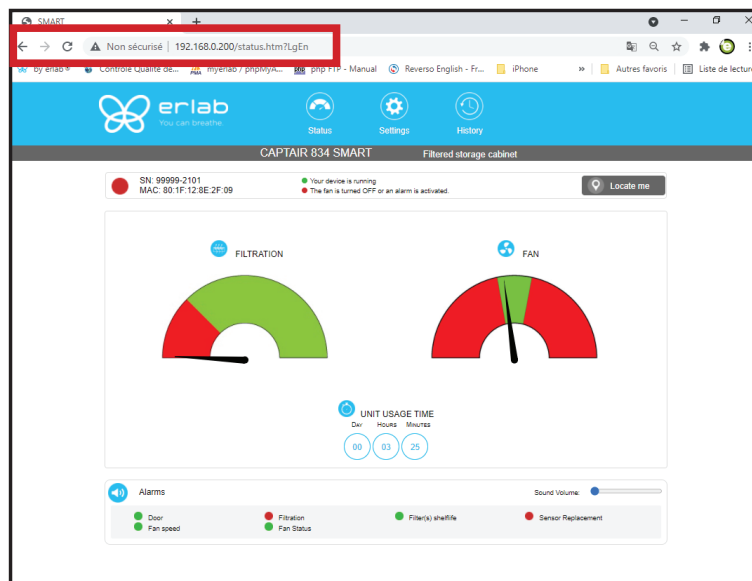 SMART
Non sécurisé | 192.168.0.200/status.htm?LgEn
by erlab® Contrôle Qualité de... myerlab / phpMyA... php FTP - Manual Reverso English - Fr... iPhone » Autres favoris Liste de lecture
erlab
You can breathe.
Status Settings History
CAPTAIR 834 SMART Filtered storage cabinet
SN: 99999-2101
MAC: 80:1F:12:8E:2F:09
Your device is running
The fan is turned OFF or an alarm is activated.
Locate me
FILTRATION FAN
UNIT USAGE TIME
DAY HOURS MINUTES
00 03 25
Alarms Sound Volume:
Door Filtration Filter(s) shelflife Sensor Replacement
Fan speed Fan Status